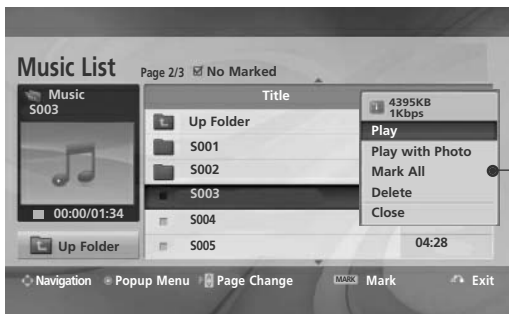 Music List
Page 2/3
No Marked
Music
S003
00:00/01:34
Up Folder
Title
Up Folder
S001
S002
S003
S004
S005
04:28
4395KB
1Kbps
Play
Play with Photo
Mark All
Delete
Close
Navigation
Popup Menu
Page Change
MARK Mark
Exit